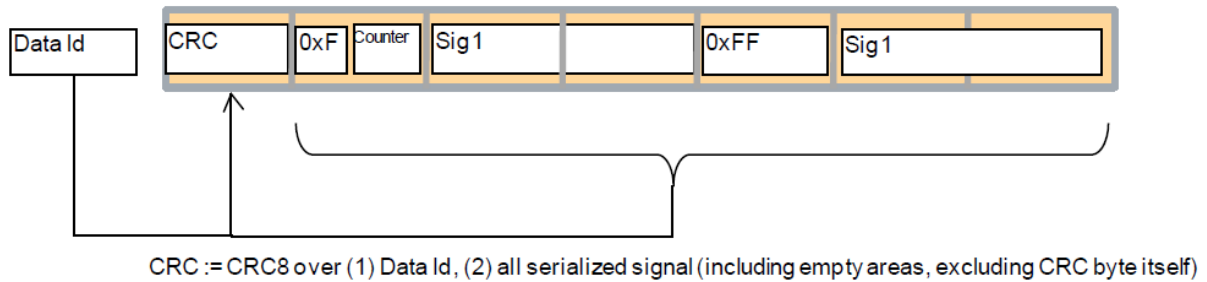 Data Id
CRC
0xF
Counter
Sig1
0xFF
Sig1
CRC := CRC8 over (1) Data Id, (2) all serialized signal (including empty areas, excluding CRC byte itself)